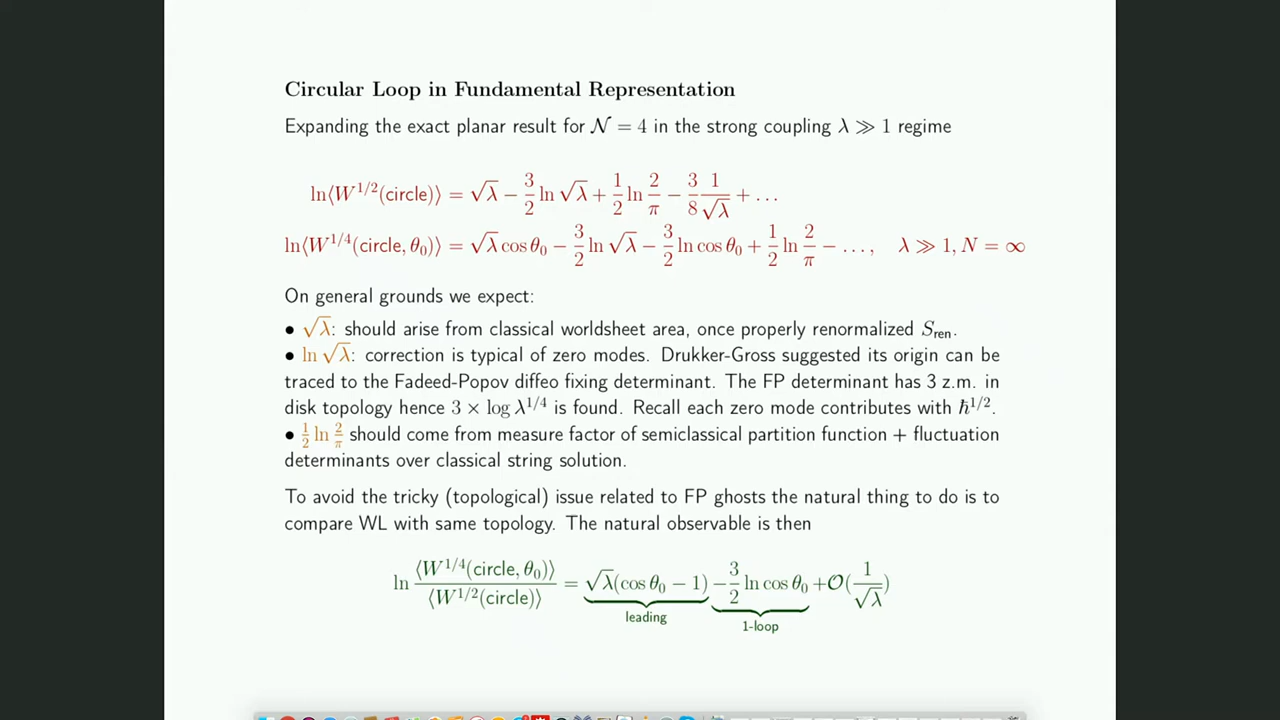 Circular Loop in Fundamental Representation
Expanding the exact planar result for 𝒩 = 4 in the strong coupling λ ≫ 1 regime
ln⟨W^{1/2}(circle)⟩ = √λ − 3/2 ln √λ + 1/2 ln 2/π − 3/8 1/√λ + …
ln⟨W^{1/4}(circle, θ₀)⟩ = √λ cos θ₀ − 3/2 ln √λ − 3/2 ln cos θ₀ + 1/2 ln 2/π − … , λ ≫ 1, N = ∞
On general grounds we expect:
• √λ: should arise from classical worldsheet area, once properly renormalized S_ren.
• ln √λ: correction is typical of zero modes. Drukker-Gross suggested its origin can be
traced to the Fadeed-Popov diffeo fixing determinant. The FP determinant has 3 z.m. in
disk topology hence 3 × log λ^{1/4} is found. Recall each zero mode contributes with ℏ^{1/2}.
• 1/2 ln 2/π should come from measure factor of semiclassical partition function + fluctuation
determinants over classical string solution.
To avoid the tricky (topological) issue related to FP ghosts the natural thing to do is to
compare WL with same topology. The natural observable is then
ln ⟨W^{1/4}(circle, θ₀)⟩ / ⟨W^{1/2}(circle)⟩ = √λ(cos θ₀ − 1) − 3/2 ln cos θ₀ + 𝒪(1/√λ)
leading
1-loop